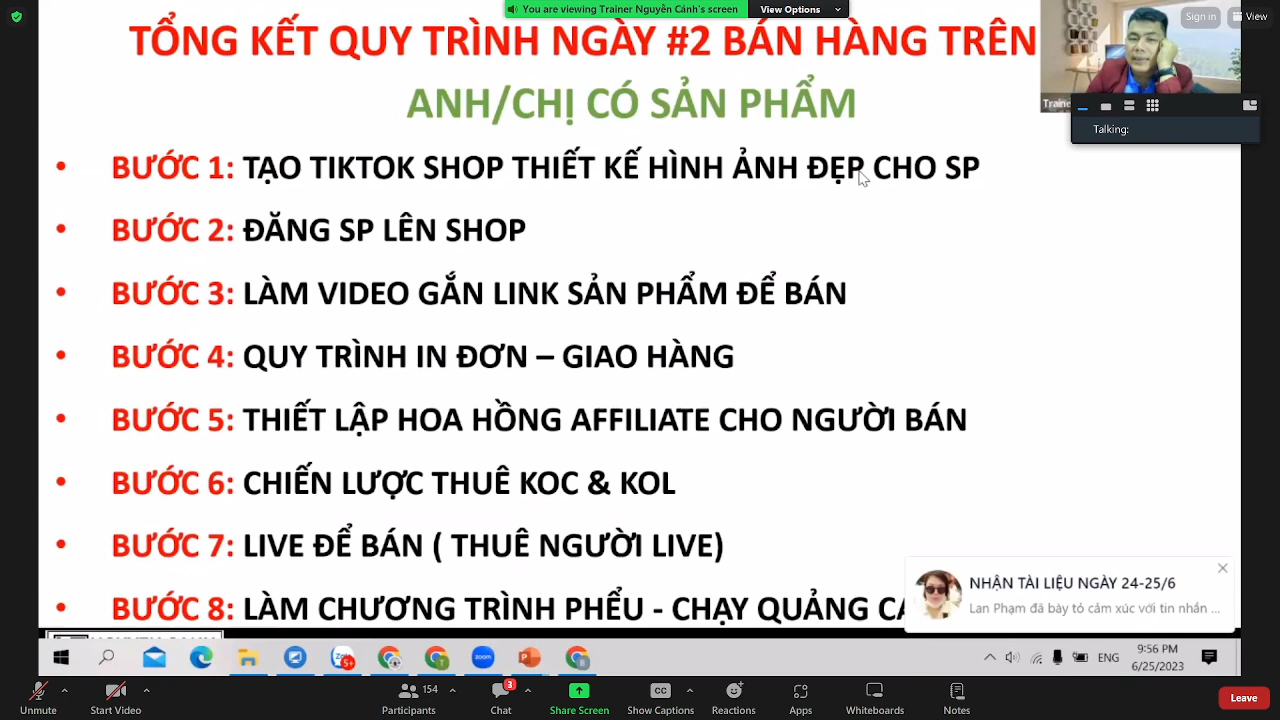 You are viewing Trainer Nguyễn Cảnh's screen
View Options
Sign in
View
TỔNG KẾT QUY TRÌNH NGÀY #2 BÁN HÀNG TRÊN
ANH/CHỊ CÓ SẢN PHẨM
Talking:
• BƯỚC 1: TẠO TIKTOK SHOP THIẾT KẾ HÌNH ẢNH ĐẸP CHO SP
• BƯỚC 2: ĐĂNG SP LÊN SHOP
• BƯỚC 3: LÀM VIDEO GẮN LINK SẢN PHẨM ĐỂ BÁN
• BƯỚC 4: QUY TRÌNH IN ĐƠN – GIAO HÀNG
• BƯỚC 5: THIẾT LẬP HOA HỒNG AFFILIATE CHO NGƯỜI BÁN
• BƯỚC 6: CHIẾN LƯỢC THUÊ KOC & KOL
• BƯỚC 7: LIVE ĐỂ BÁN ( THUÊ NGƯỜI LIVE)
• BƯỚC 8: LÀM CHƯƠNG TRÌNH PHỂU - CHẠY QUẢNG
NHẬN TÀI LIỆU NGÀY 24-25/6
Lan Phạm đã bày tỏ cảm xúc với tin nhắn ...
5+
zoom
ENG
9:56 PM
6/25/2023
Unmute
Start Video
154
Participants
3
Chat
Share Screen
CC
Show Captions
Reactions
Apps
Whiteboards
Notes
Leave